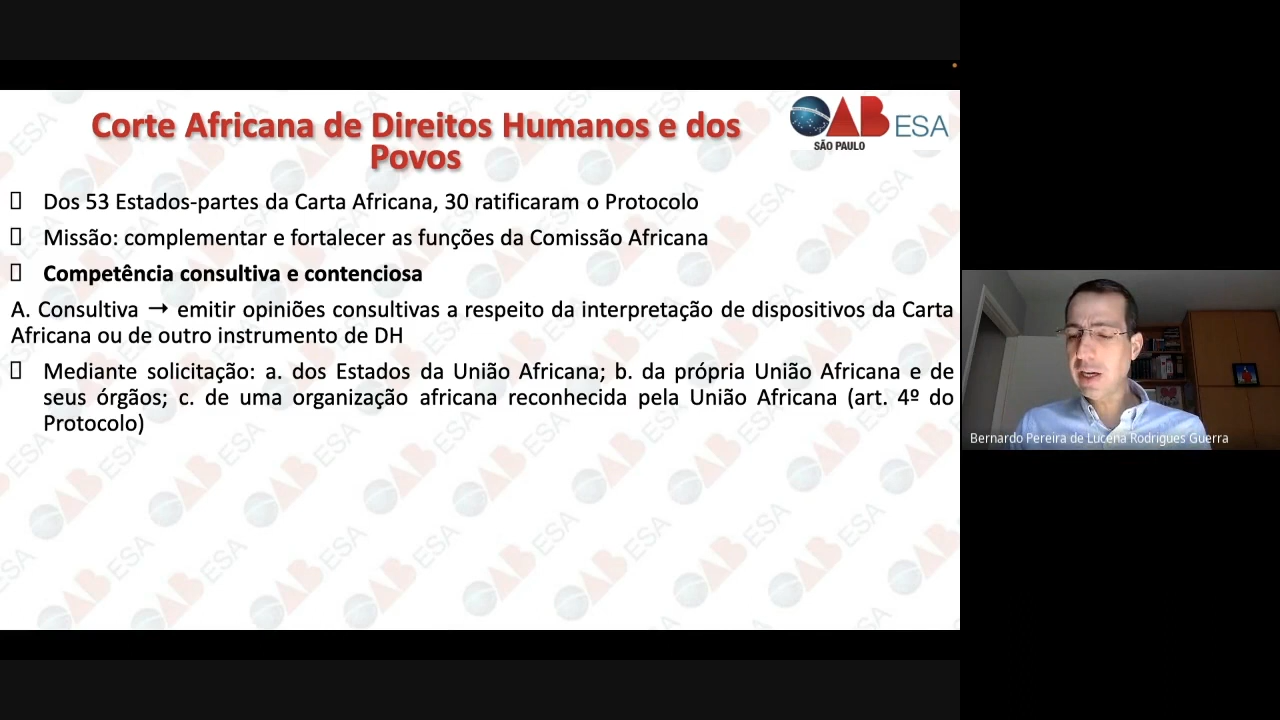 Corte Africana de Direitos Humanos e dos
Povos
OAB ESA
SÃO PAULO
Dos 53 Estados-partes da Carta Africana, 30 ratificaram o Protocolo
Missão: complementar e fortalecer as funções da Comissão Africana
Competência consultiva e contenciosa
A. Consultiva → emitir opiniões consultivas a respeito da interpretação de dispositivos da Carta
Africana ou de outro instrumento de DH
Mediante solicitação: a. dos Estados da União Africana; b. da própria União Africana e de
seus órgãos; c. de uma organização africana reconhecida pela União Africana (art. 4º do
Protocolo)
Bernardo Pereira de Lucena Rodrigues Guerra